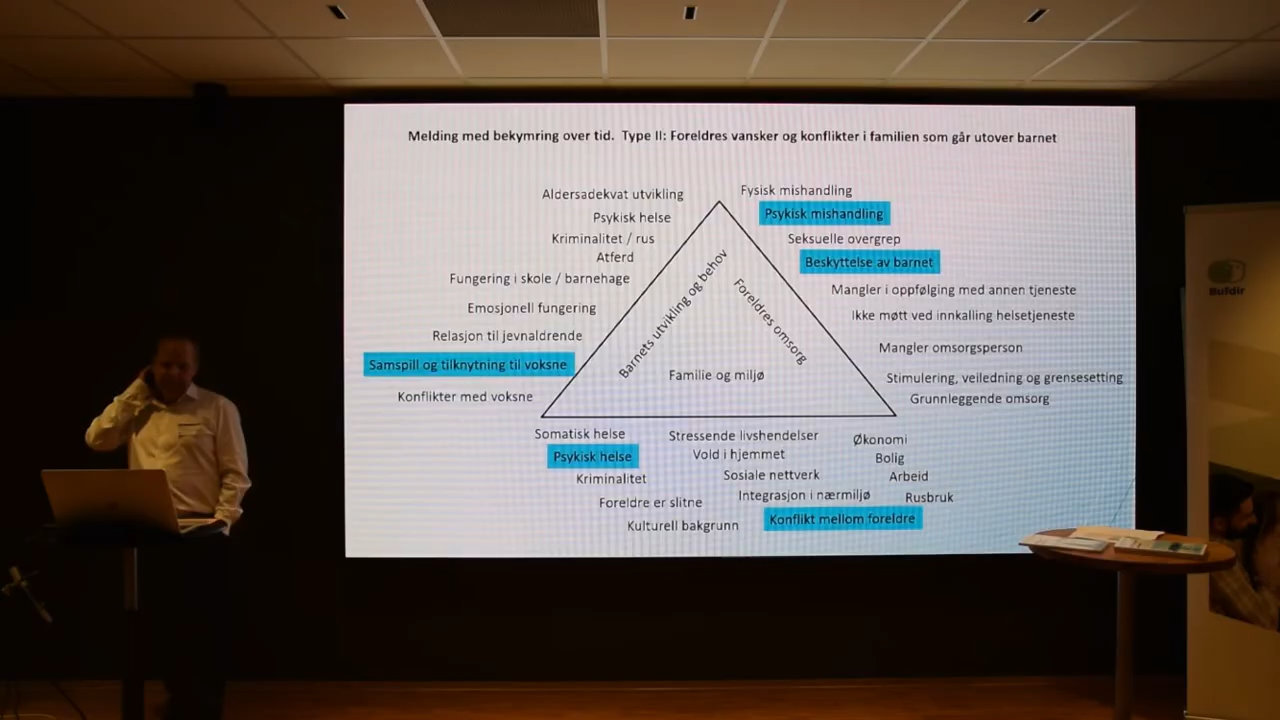 Melding med bekymring over tid. Type II: Foreldres vansker og konflikter i familien som går utover barnet
Aldersadekvat utvikling
Psykisk helse
Kriminalitet / rus
Atferd
Fungering i skole / barnehage
Emosjonell fungering
Relasjon til jevnaldrende
Samspill og tilknytning til voksne
Konflikter med voksne
Fysisk mishandling
Psykisk mishandling
Seksuelle overgrep
Beskyttelse av barnet
Mangler i oppfølging med annen tjeneste
Ikke møtt ved innkalling helsetjeneste
Mangler omsorgsperson
Stimulering, veiledning og grensesetting
Grunnleggende omsorg
Barnets utvikling og behov
Foreldres omsorg
Familie og miljø
Somatisk helse
Psykisk helse
Kriminalitet
Foreldre er slitne
Kulturell bakgrunn
Stressende livshendelser
Vold i hjemmet
Sosiale nettverk
Integrasjon i nærmiljø
Konflikt mellom foreldre
Økonomi
Bolig
Arbeid
Rusbruk
Bufdir